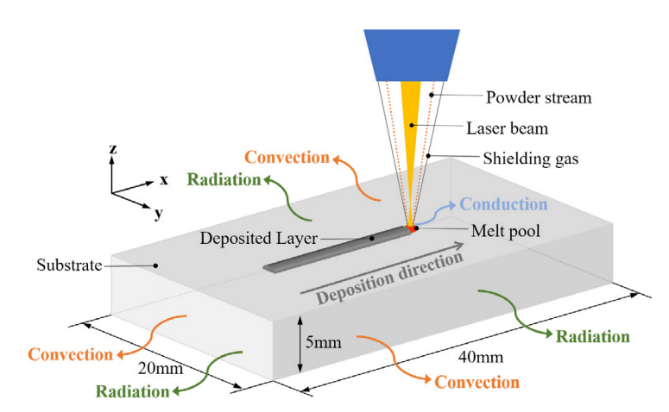 Powder stream
Laser beam
Shielding gas
z
x
y
Convection
Radiation
Conduction
Deposited Layer
Melt pool
Substrate
Deposition direction
5mm
Radiation
Convection
20mm
40mm
Radiation
Convection